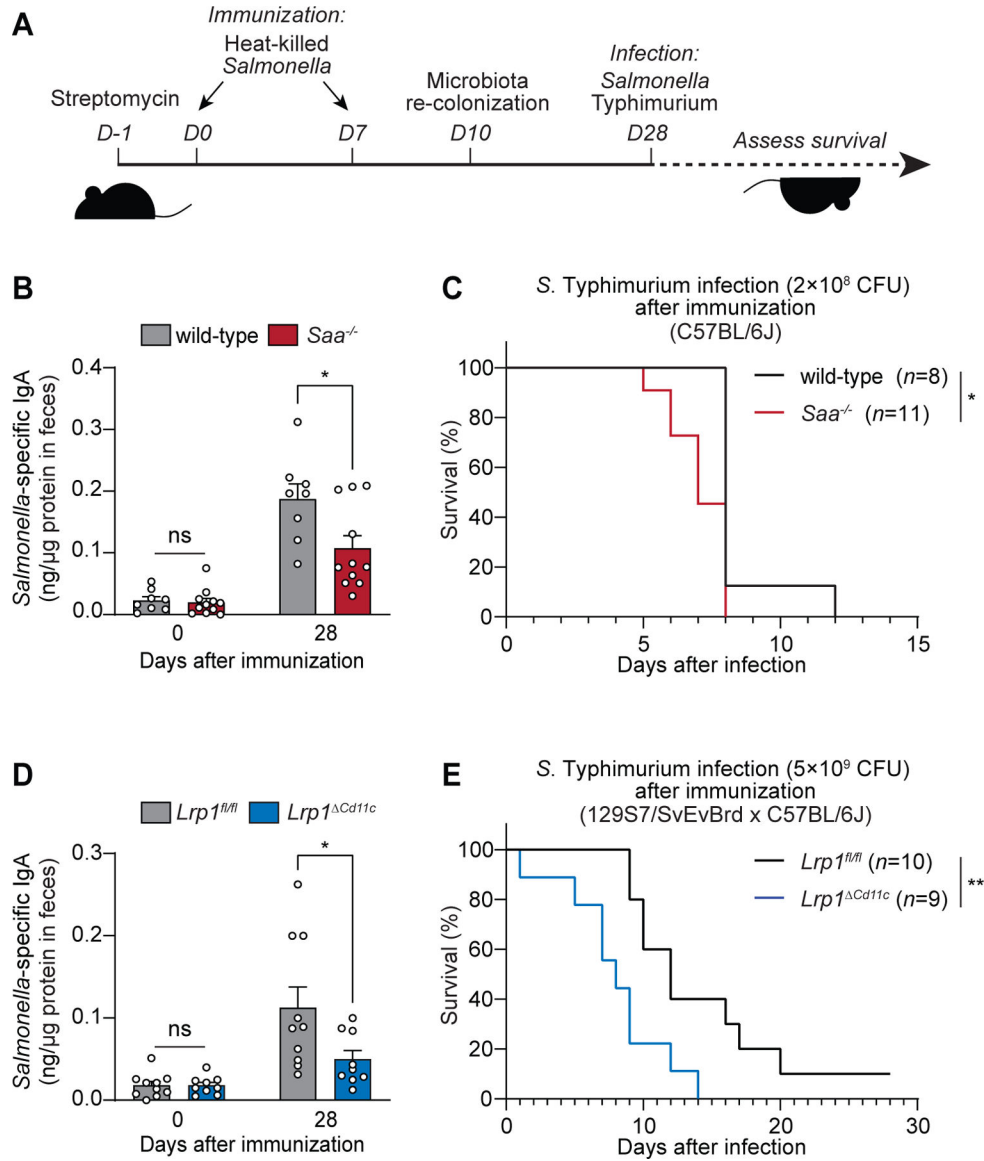 A
Immunization:
Heat-killed
Salmonella
Infection:
Salmonella
Typhimurium
Microbiota
re-colonization
Streptomycin
D-1
D0
D7
D10
D28
Assess survival
B
wild-type
Saa-/-
Salmonella-specific IgA
(ng/µg protein in feces)
0.4
0.3
0.2
0.1
0.0
ns
*
0
28
Days after immunization
C
S. Typhimurium infection (2×10⁸ CFU)
after immunization
(C57BL/6J)
wild-type (n=8)
Saa-/- (n=11)
*
Survival (%)
100
80
60
40
20
0
0
5
10
15
Days after infection
D
Lrp1fl/fl
Lrp1ΔCd11c
Salmonella-specific IgA
(ng/µg protein in feces)
0.3
0.2
0.1
0.0
ns
*
0
28
Days after immunization
E
S. Typhimurium infection (5×10⁹ CFU)
after immunization
(129S7/SvEvBrd x C57BL/6J)
Lrp1fl/fl (n=10)
Lrp1ΔCd11c (n=9)
**
Survival (%)
100
80
60
40
20
0
0
10
20
30
Days after infection